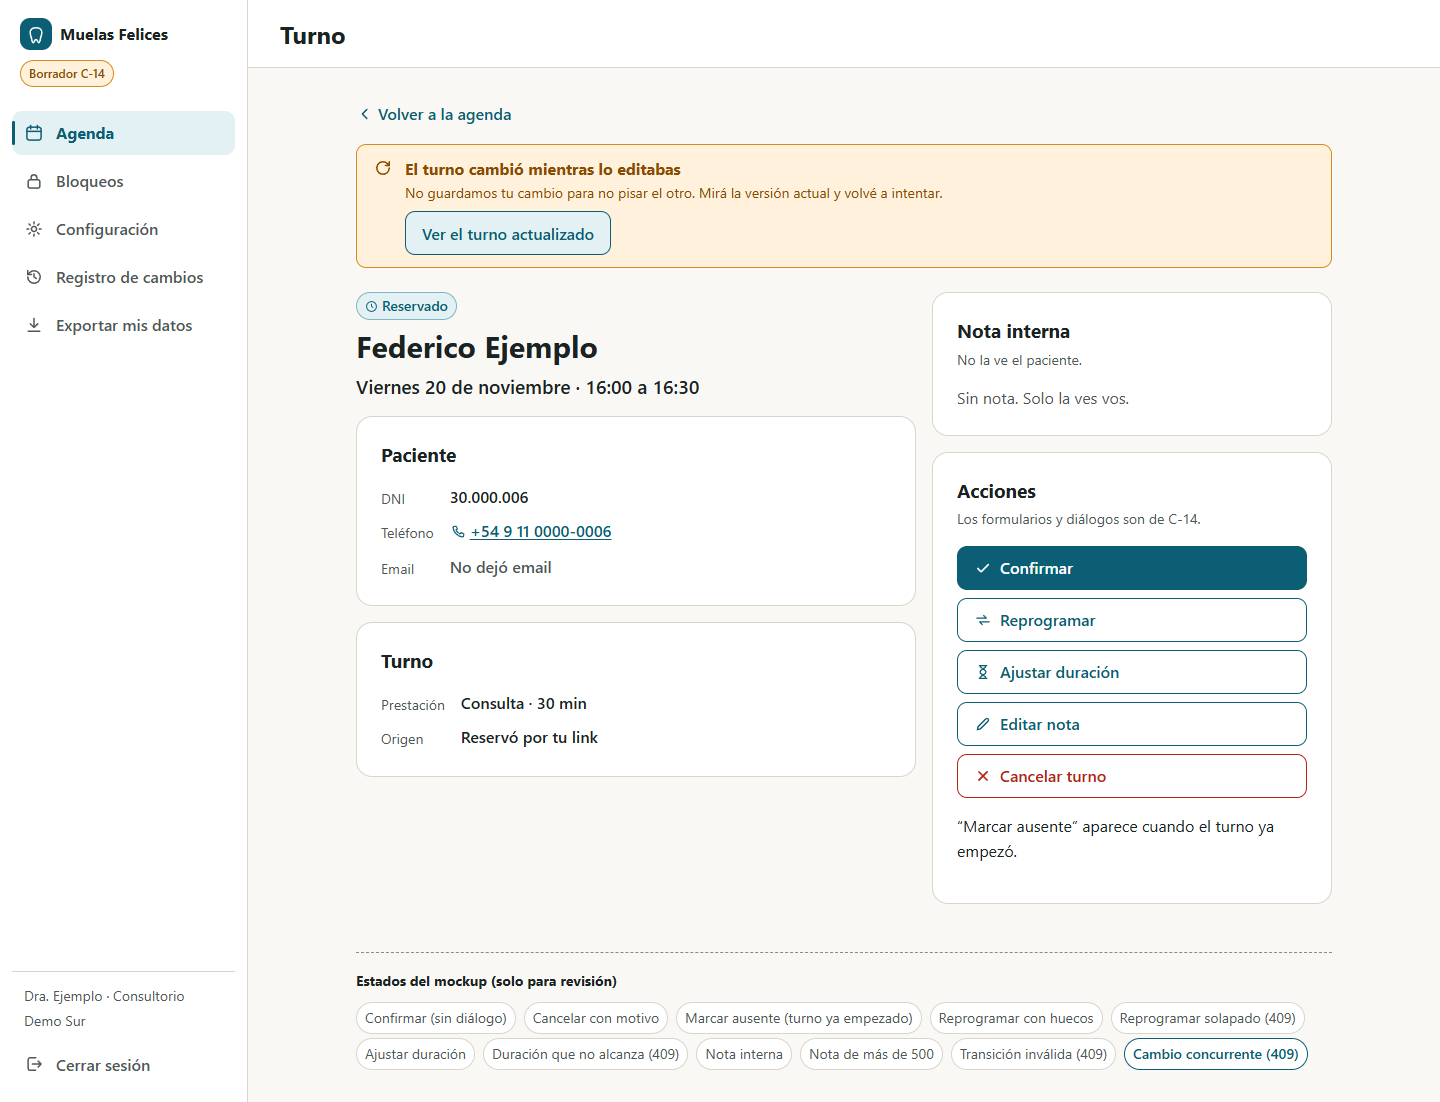 Muelas Felices
Borrador C-14
Agenda
Bloqueos
Configuración
Registro de cambios
Exportar mis datos
Dra. Ejemplo · Consultorio
Demo Sur
Cerrar sesión
Turno
Volver a la agenda
El turno cambió mientras lo editabas
No guardamos tu cambio para no pisar el otro. Mirá la versión actual y volvé a intentar.
Ver el turno actualizado
Reservado
Federico Ejemplo
Viernes 20 de noviembre · 16:00 a 16:30
Paciente
DNI 30.000.006
Teléfono +54 9 11 0000-0006
Email No dejó email
Turno
Prestación Consulta · 30 min
Origen Reservó por tu link
Nota interna
No la ve el paciente.
Sin nota. Solo la ves vos.
Acciones
Los formularios y diálogos son de C-14.
Confirmar
Reprogramar
Ajustar duración
Editar nota
Cancelar turno
“Marcar ausente” aparece cuando el turno ya
empezó.
Estados del mockup (solo para revisión)
Confirmar (sin diálogo) Cancelar con motivo Marcar ausente (turno ya empezado) Reprogramar con huecos Reprogramar solapado (409)
Ajustar duración Duración que no alcanza (409) Nota interna Nota de más de 500 Transición inválida (409) Cambio concurrente (409)